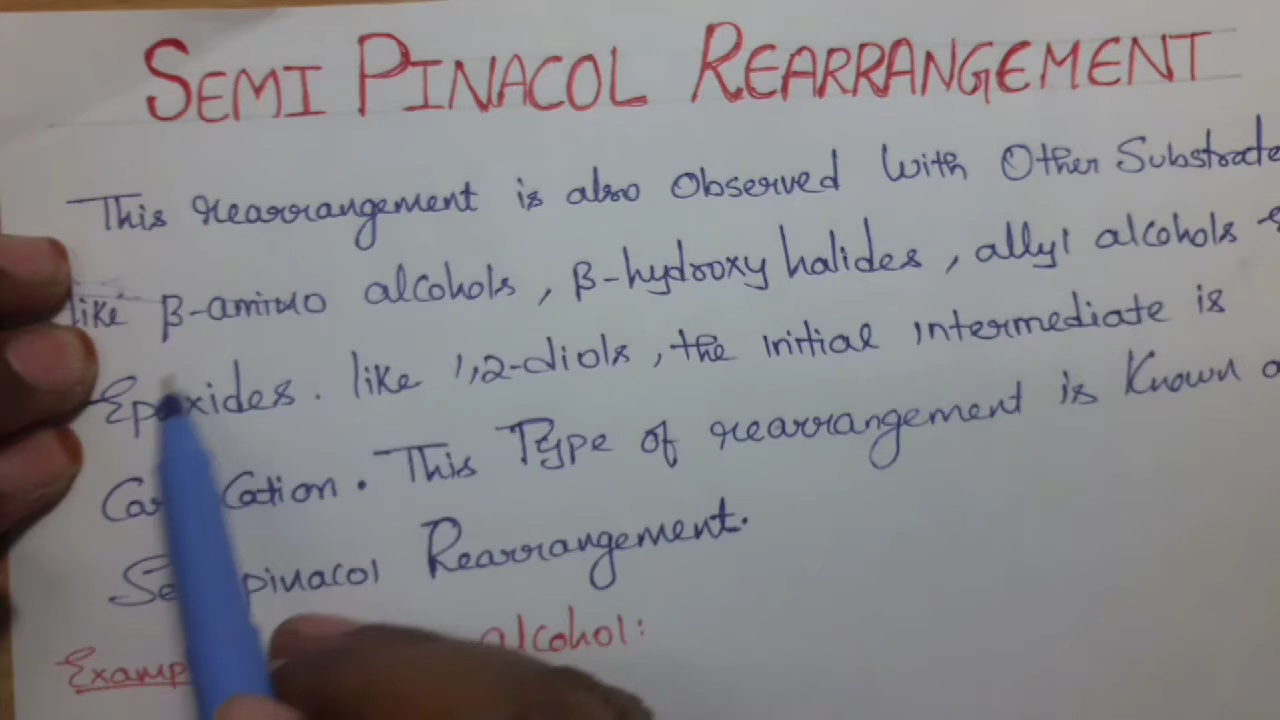 SEMI PINACOL REARRANGEMENT
This rearrangement is also Observed With Other Substrate
like β-amino alcohols, β-hydroxy halides, allyl alcohols &
Epoxides. like 1,2-diols, the initial intermediate is
Cation. This Type of rearrangement is Known
pinacol Rearrangement.
alcohol: